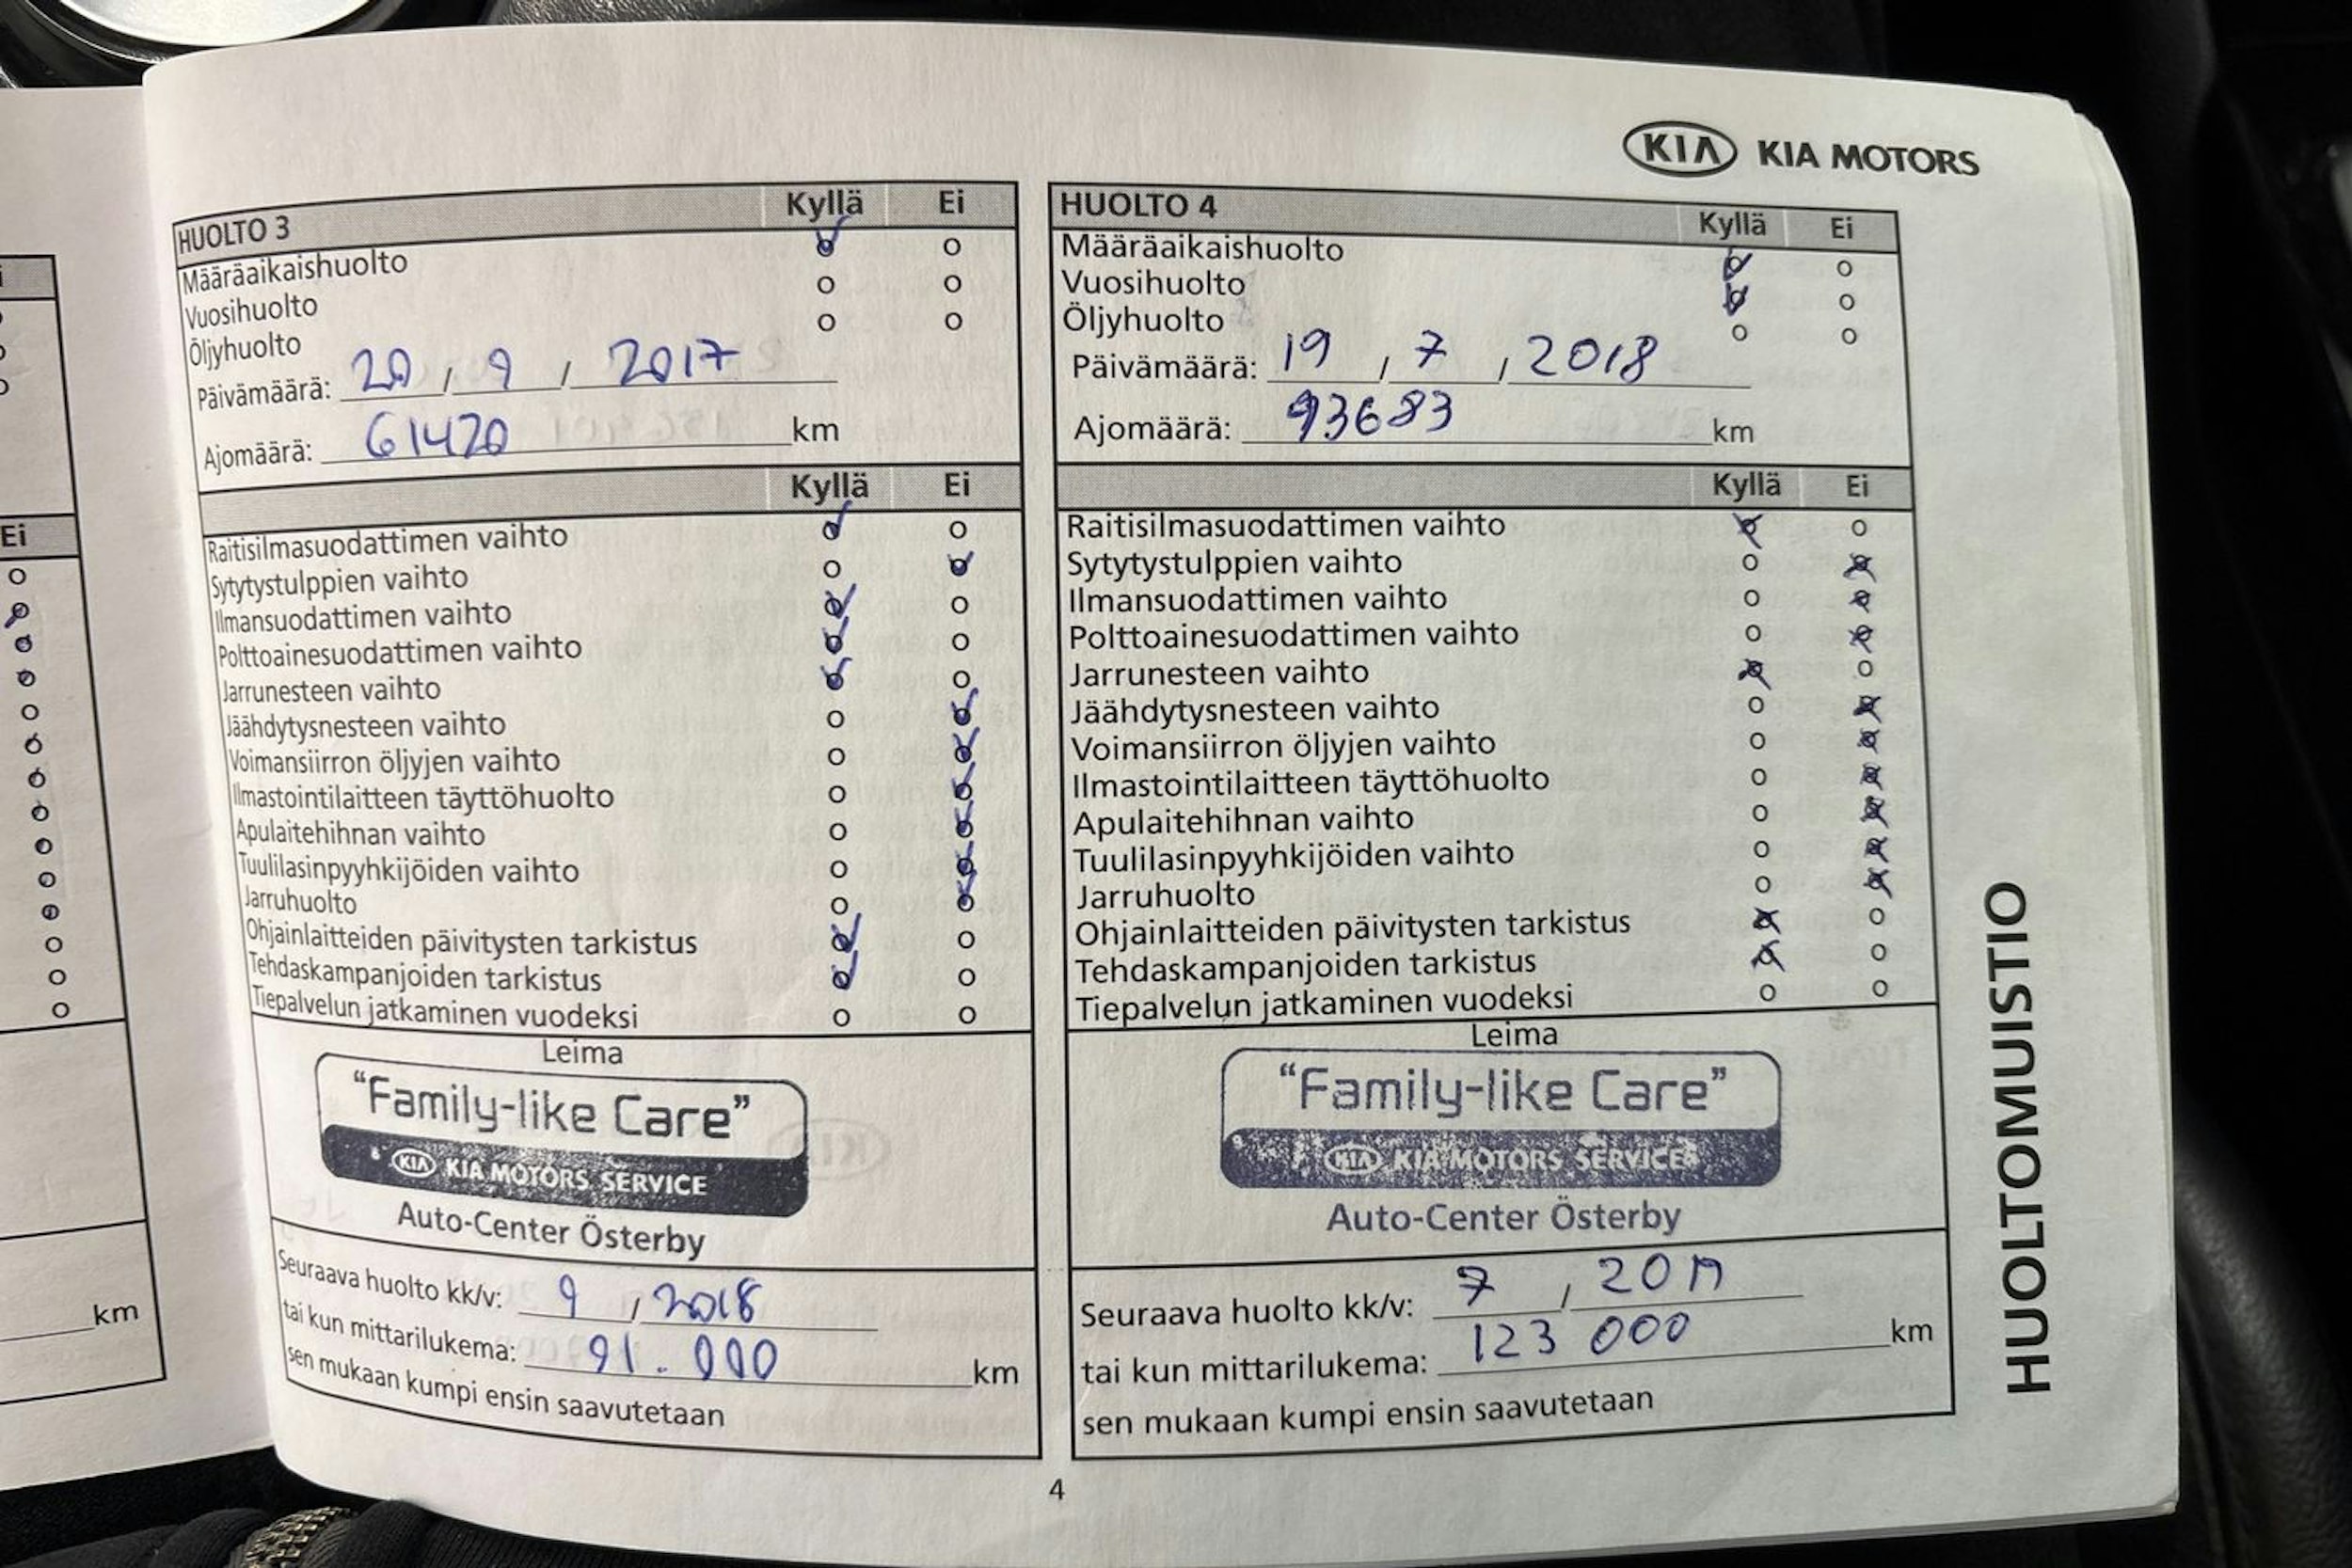 Ei
km
KIA KIA MOTORS
HUOLTO 3 Kyllä Ei
Määräaikaishuolto
Vuosihuolto
Öljyhuolto
Päivämäärä: 20 / 9 / 2017
Ajomäärä: 61420 km
Kyllä Ei
Raitisilmasuodattimen vaihto
Sytytystulppien vaihto
Ilmansuodattimen vaihto
Polttoainesuodattimen vaihto
Jarrunesteen vaihto
Jäähdytysnesteen vaihto
Voimansiirron öljyjen vaihto
Ilmastointilaitteen täyttöhuolto
Apulaitehihnan vaihto
Tuulilasinpyyhkijöiden vaihto
Jarruhuolto
Ohjainlaitteiden päivitysten tarkistus
Tehdaskampanjoiden tarkistus
Tiepalvelun jatkaminen vuodeksi
Leima
“Family-like Care”
KIA KIA MOTORS SERVICE
Auto-Center Österby
Seuraava huolto kk/v: 9 / 2018
tai kun mittarilukema: 91.000 km
sen mukaan kumpi ensin saavutetaan
HUOLTO 4 Kyllä Ei
Määräaikaishuolto
Vuosihuolto
Öljyhuolto
Päivämäärä: 19 / 7 / 2018
Ajomäärä: 93683 km
Kyllä Ei
Raitisilmasuodattimen vaihto
Sytytystulppien vaihto
Ilmansuodattimen vaihto
Polttoainesuodattimen vaihto
Jarrunesteen vaihto
Jäähdytysnesteen vaihto
Voimansiirron öljyjen vaihto
Ilmastointilaitteen täyttöhuolto
Apulaitehihnan vaihto
Tuulilasinpyyhkijöiden vaihto
Jarruhuolto
Ohjainlaitteiden päivitysten tarkistus
Tehdaskampanjoiden tarkistus
Tiepalvelun jatkaminen vuodeksi
Leima
“Family-like Care”
KIA KIA MOTORS SERVICE
Auto-Center Österby
Seuraava huolto kk/v: 7 / 2019
tai kun mittarilukema: 123 000 km
sen mukaan kumpi ensin saavutetaan
HUOLTOMUISTIO
4